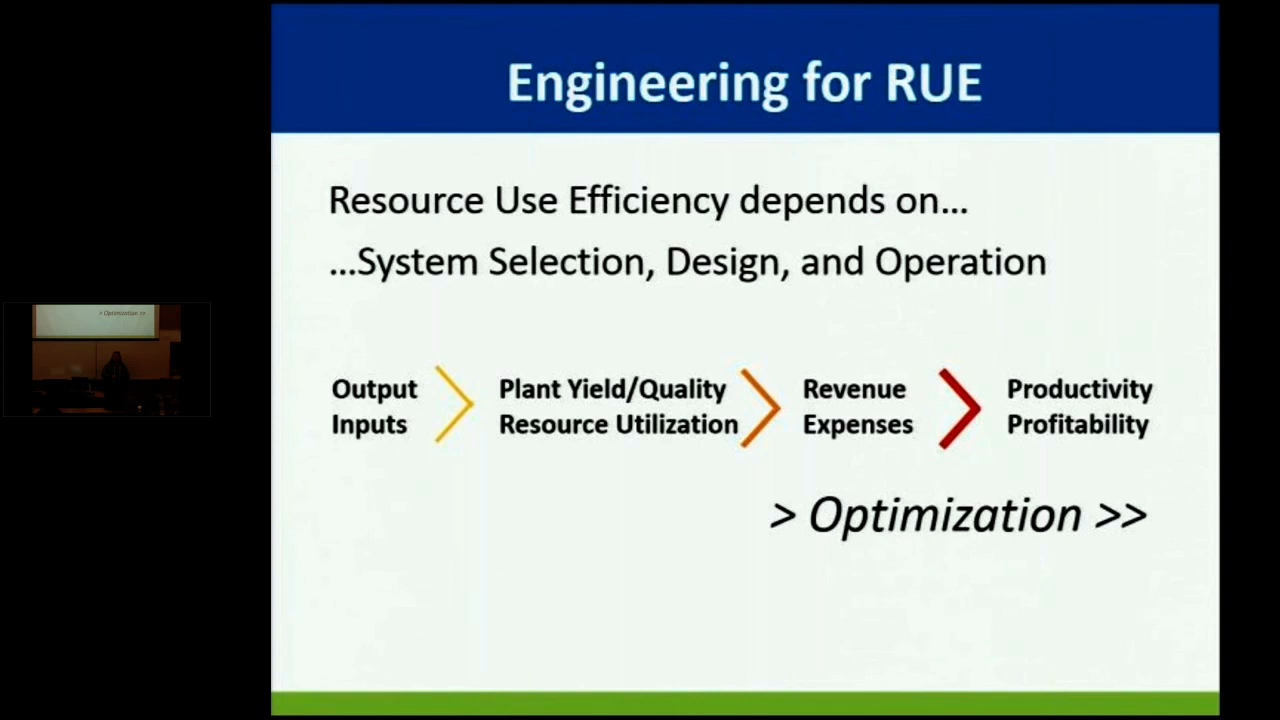 Engineering for RUE
Resource Use Efficiency depends on...
...System Selection, Design, and Operation
Output
Inputs
Plant Yield/Quality
Resource Utilization
Revenue
Expenses
Productivity
Profitability
> Optimization >>
> Optimization >>